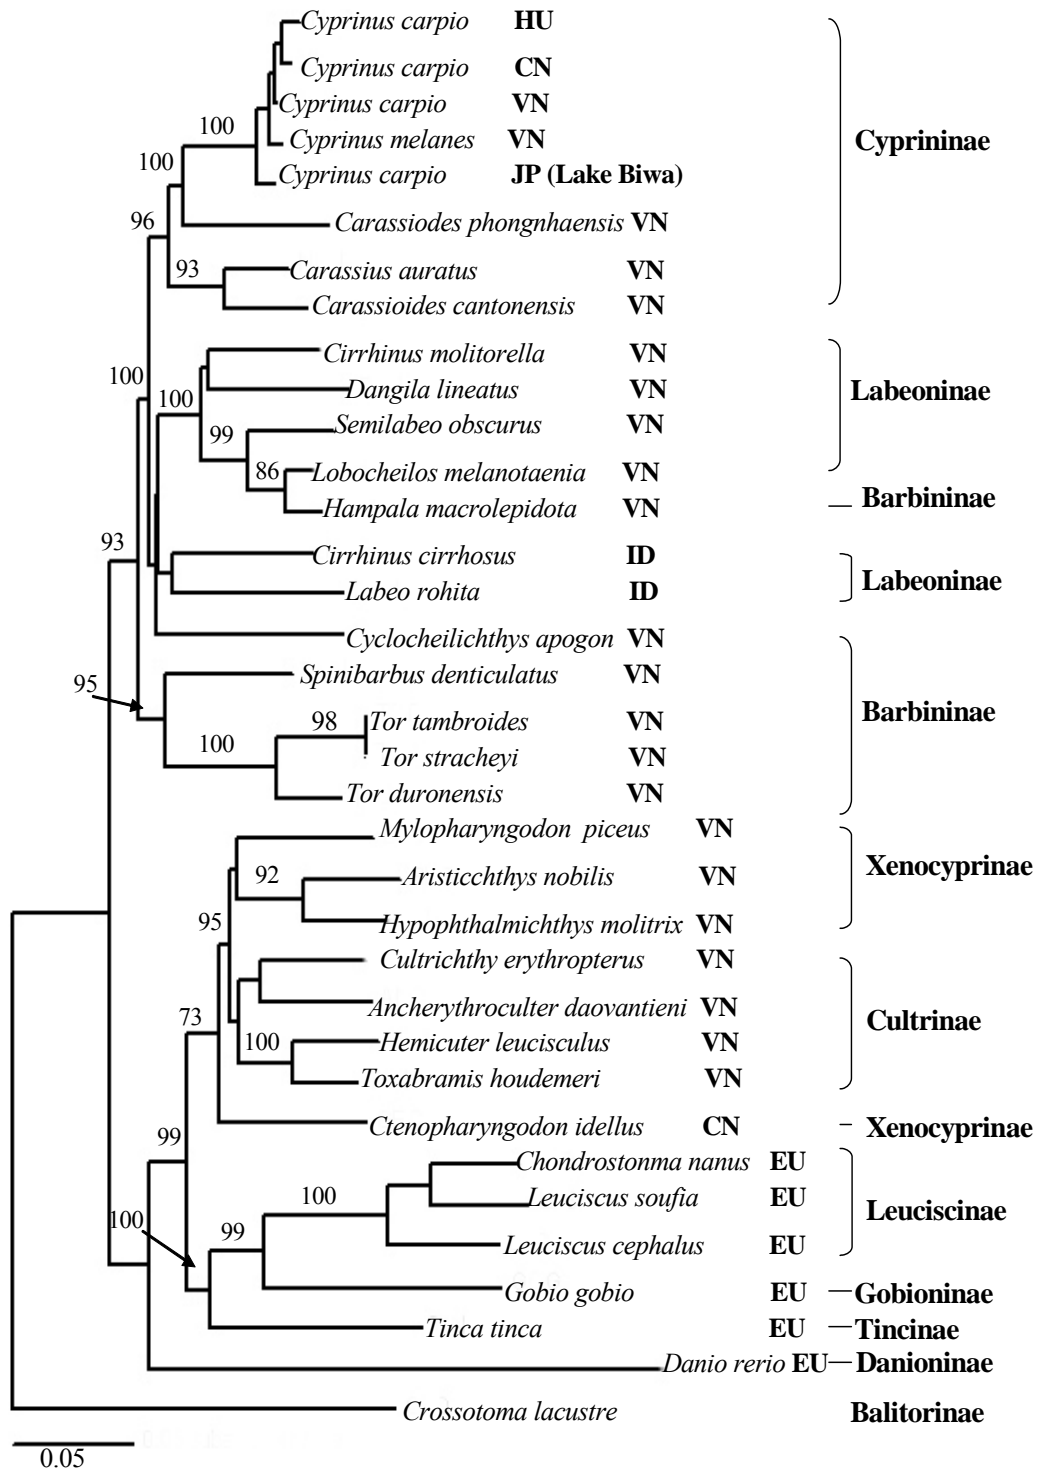 Cyprinus carpio HU
Cyprinus carpio CN
Cyprinus carpio VN
100
Cyprinus melanes VN
Cyprininae
100
Cyprinus carpio JP (Lake Biwa)
96
Carassiodes phongnhaensis VN
93
Carassius auratus VN
Carassioides cantonensis VN
Cirrhinus molitorella VN
100
Dangila lineatus VN
Labeoninae
100
Semilabeo obscurus VN
99
86
Lobocheilos melanotaenia VN
Hampala macrolepidota VN
Barbininae
93
Cirrhinus cirrhosus ID
Labeo rohita ID
Labeoninae
Cyclocheilichthys apogon VN
95
Spinibarbus denticulatus VN
Barbininae
98
Tor tambroides VN
100
Tor stracheyi VN
Tor duronensis VN
Mylopharyngodon piceus VN
92
Aristicchthys nobilis VN
Xenocyprinae
95
Hypophthalmichthys molitrix VN
Cultrichthy erythropterus VN
Ancherythroculter daovantieni VN
73
Cultrinae
100
Hemicuter leucisculus VN
Toxabramis houdemeri VN
Ctenopharyngodon idellus CN
Xenocyprinae
99
Chondrostonma nanus EU
100
Leuciscus soufia EU
Leuciscinae
100
99
Leuciscus cephalus EU
Gobio gobio EU
Gobioninae
Tinca tinca EU
Tincinae
Danio rerio EU
Danioninae
Crossotoma lacustre
Balitorinae
0.05